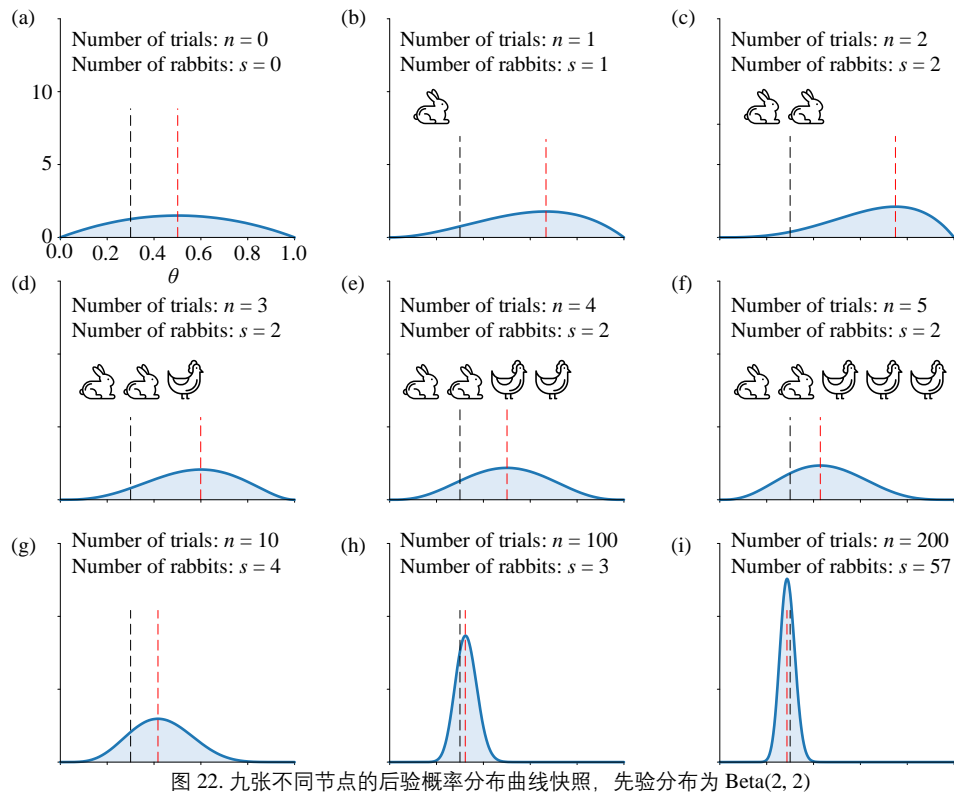 (a)
Number of trials: n = 0
Number of rabbits: s = 0
10
5
0
0.0 0.2 0.4 0.6 0.8 1.0
θ
(b)
Number of trials: n = 1
Number of rabbits: s = 1
(c)
Number of trials: n = 2
Number of rabbits: s = 2
(d)
Number of trials: n = 3
Number of rabbits: s = 2
(e)
Number of trials: n = 4
Number of rabbits: s = 2
(f)
Number of trials: n = 5
Number of rabbits: s = 2
(g)
Number of trials: n = 10
Number of rabbits: s = 4
(h)
Number of trials: n = 100
Number of rabbits: s = 3
(i)
Number of trials: n = 200
Number of rabbits: s = 57
图 22. 九张不同节点的后验概率分布曲线快照，先验分布为 Beta(2, 2)